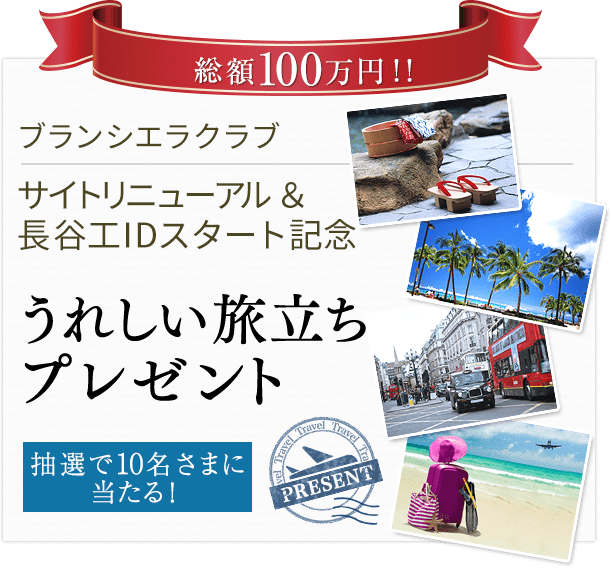 総額100万円!!
ブランシエラクラブ
サイトリニューアル &
長谷工IDスタート記念
うれしい旅立ち
プレゼント
抽選で10名さまに
当たる!
Travel Travel Travel Travel
PRESENT